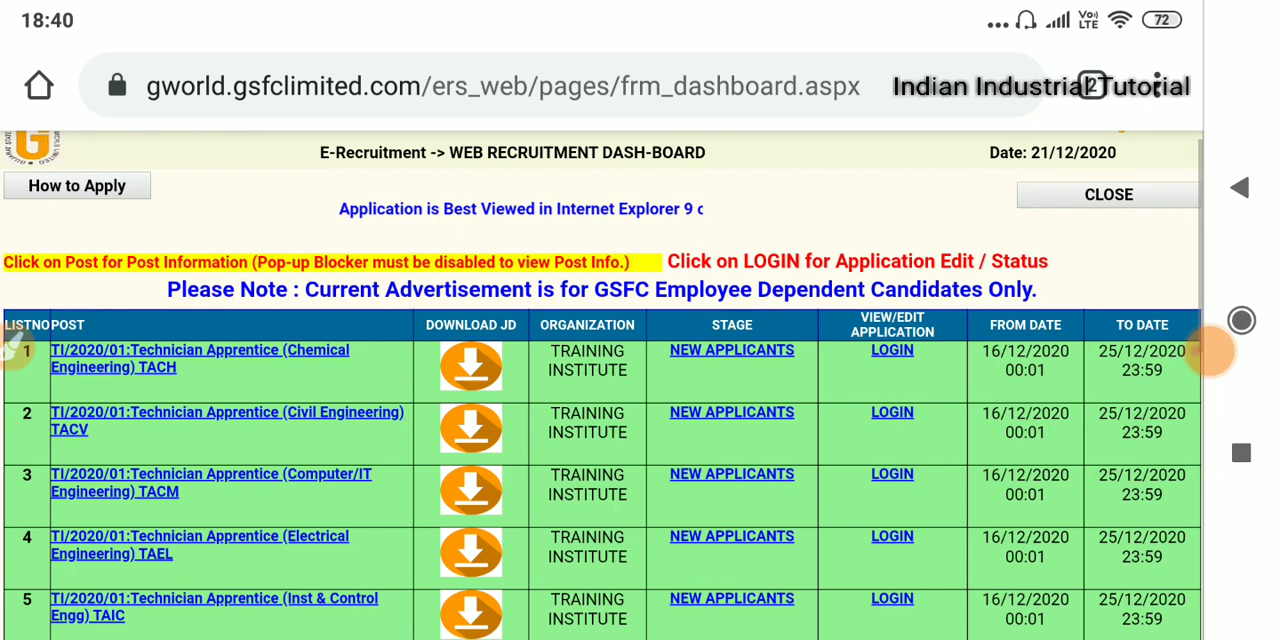 18:40
Vo) LTE
72
gworld.gsfclimited.com/ers_web/pages/frm_dashboard.aspx
2
Indian Industrial Tutorial
E-Recruitment -> WEB RECRUITMENT DASH-BOARD
Date: 21/12/2020
How to Apply
CLOSE
Application is Best Viewed in Internet Explorer 9
Click on Post for Post Information (Pop-up Blocker must be disabled to view Post Info.)
Click on LOGIN for Application Edit / Status
Please Note : Current Advertisement is for GSFC Employee Dependent Candidates Only.
LISTNO POST DOWNLOAD JD ORGANIZATION STAGE VIEW/EDIT APPLICATION FROM DATE TO DATE
1 TI/2020/01:Technician Apprentice (Chemical TRAINING NEW APPLICANTS LOGIN 16/12/2020 25/12/2020
Engineering) TACH INSTITUTE 00:01 23:59
2 TI/2020/01:Technician Apprentice (Civil Engineering) TRAINING NEW APPLICANTS LOGIN 16/12/2020 25/12/2020
TACV INSTITUTE 00:01 23:59
3 TI/2020/01:Technician Apprentice (Computer/IT TRAINING NEW APPLICANTS LOGIN 16/12/2020 25/12/2020
Engineering) TACM INSTITUTE 00:01 23:59
4 TI/2020/01:Technician Apprentice (Electrical TRAINING NEW APPLICANTS LOGIN 16/12/2020 25/12/2020
Engineering) TAEL INSTITUTE 00:01 23:59
5 TI/2020/01:Technician Apprentice (Inst & Control TRAINING NEW APPLICANTS LOGIN 16/12/2020 25/12/2020
Engg) TAIC INSTITUTE 00:01 23:59